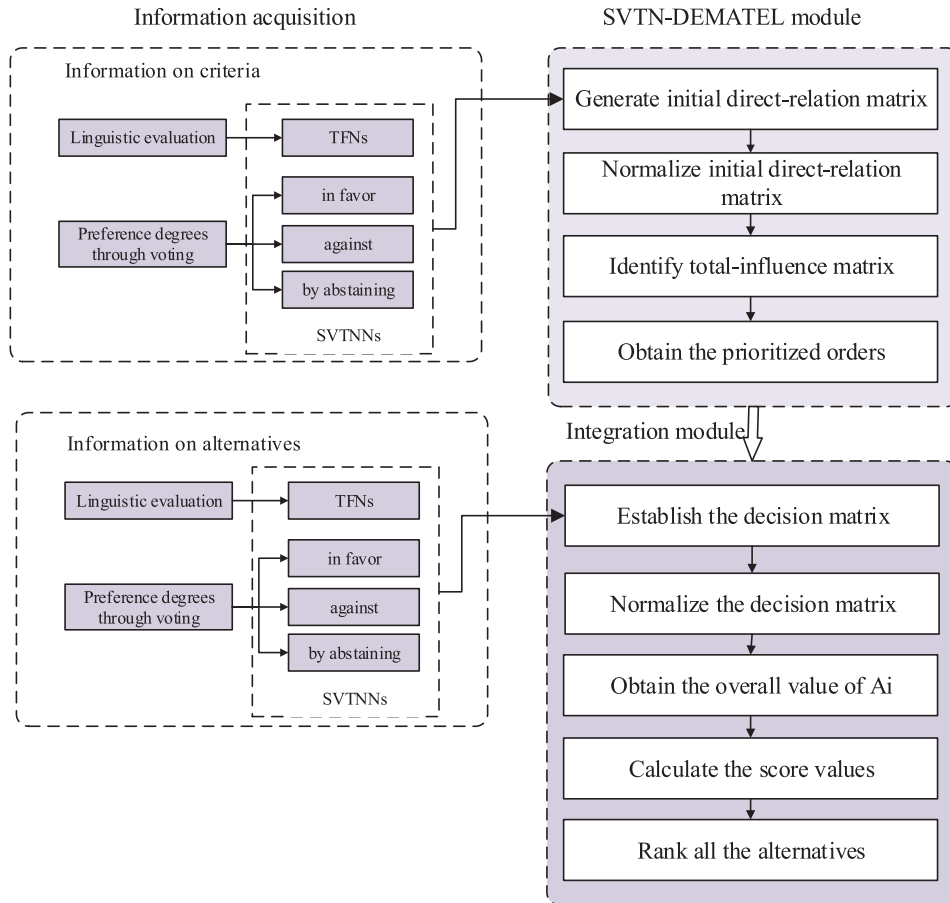 Information acquisition
Information on criteria
Linguistic evaluation
TFNs
Preference degrees
through voting
in favor
against
by abstaining
SVTNNs
Information on alternatives
Linguistic evaluation
TFNs
Preference degrees
through voting
in favor
against
by abstaining
SVTNNs
SVTN-DEMATEL module
Generate initial direct-relation matrix
Normalize initial direct-relation
matrix
Identify total-influence matrix
Obtain the prioritized orders
Integration module
Establish the decision matrix
Normalize the decision matrix
Obtain the overall value of Ai
Calculate the score values
Rank all the alternatives